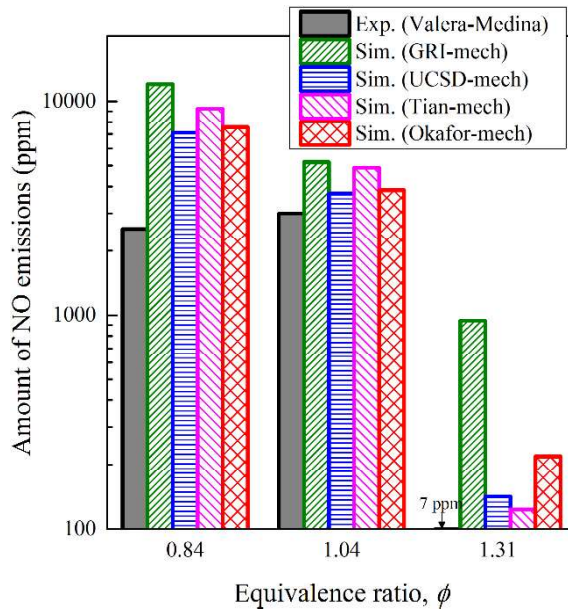 Exp. (Valera-Medina)
Sim. (GRI-mech)
Sim. (UCSD-mech)
Sim. (Tian-mech)
Sim. (Okafor-mech)
Amount of NO emissions (ppm)
10000
1000
100
7 ppm
0.84 1.04 1.31
Equivalence ratio, ϕ